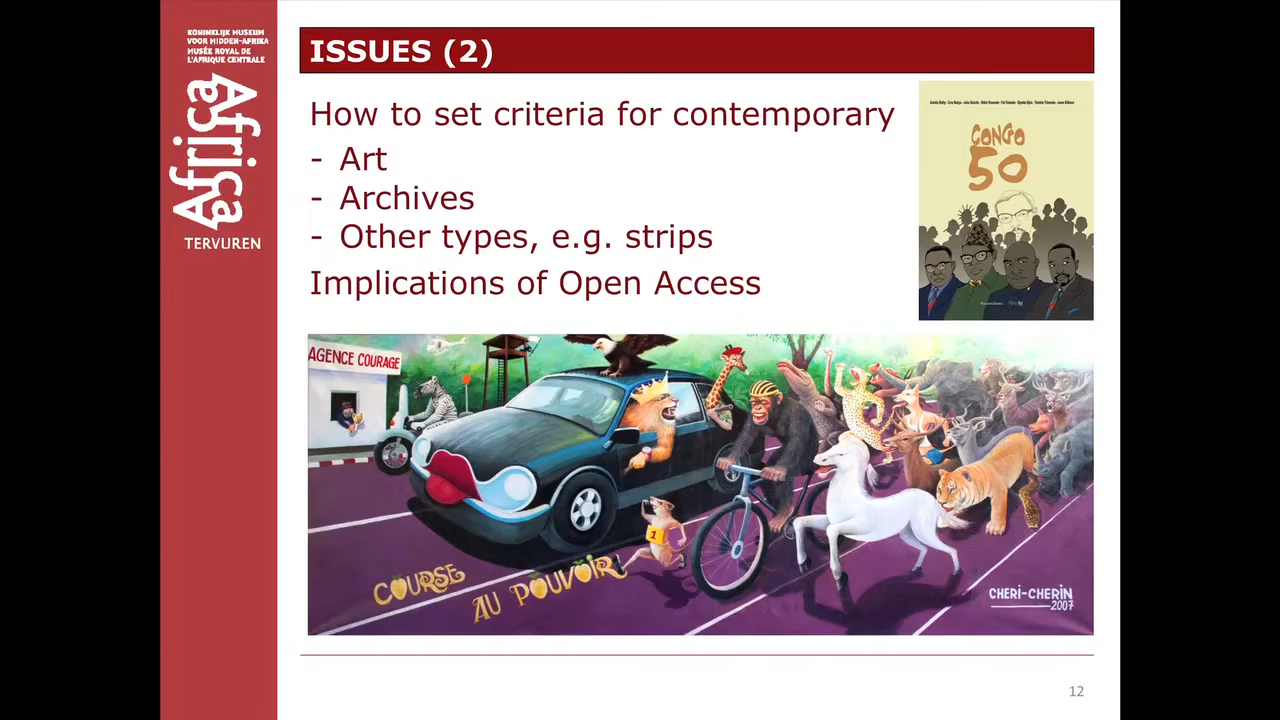 KONINKLIJK MUSEUM
VOOR MIDDEN-AFRIKA
MUSÉE ROYAL DE
L'AFRIQUE CENTRALE
Africa
TERVUREN
ISSUES (2)
How to set criteria for contemporary
- Art
- Archives
- Other types, e.g. strips
Implications of Open Access
CONGO
50
AGENCE COURAGE
1
COURSE
AU POUVOIR
CHERI-CHERIN
2007
12